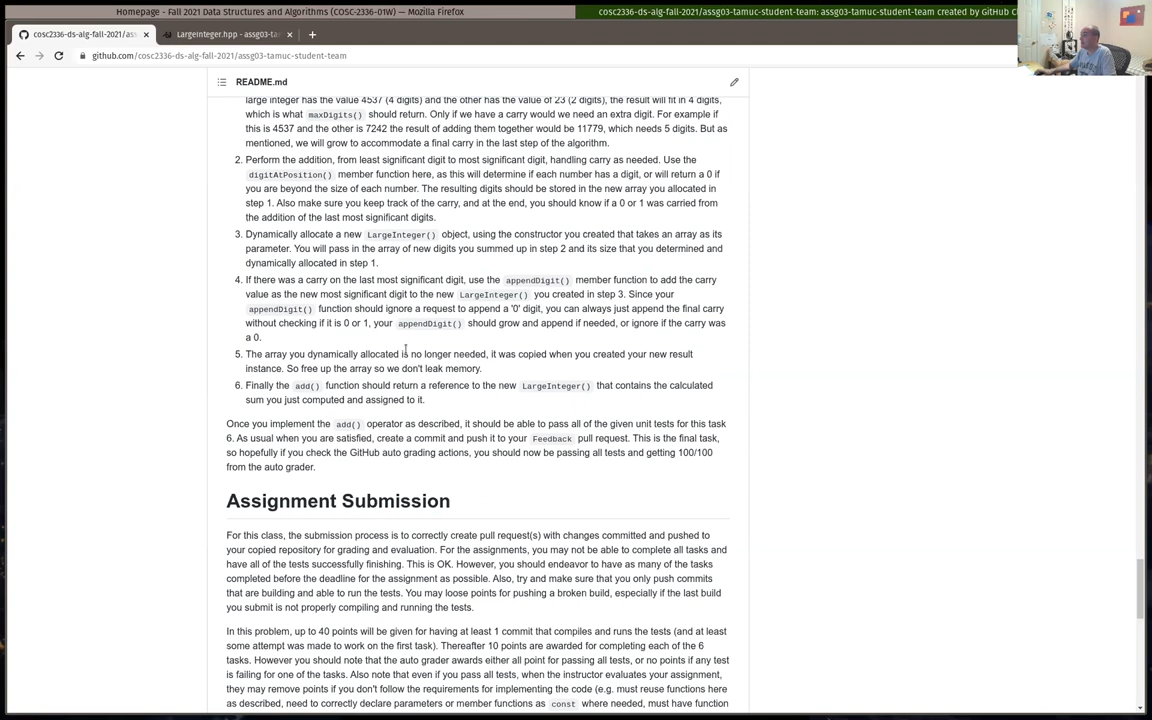 Homepage - Fall 2021 Data Structures and Algorithms (COSC-2336-01W) — Mozilla Firefox
cosc2336-ds-alg-fall-2021/assg03-tamuc-student-team: assg03-tamuc-student-team created by GitHub Cl
cosc2336-ds-alg-fall-2021/ass
LargeInteger.hpp - assg03-ta
github.com/cosc2336-ds-alg-fall-2021/assg03-tamuc-student-team
README.md
large integer has the value 4537 (4 digits) and the other has the value of 23 (2 digits), the result will fit in 4 digits,
which is what maxDigits() should return. Only if we have a carry would we need an extra digit. For example if
this is 4537 and the other is 7242 the result of adding them together would be 11779, which needs 5 digits. But as
mentioned, we will grow to accommodate a final carry in the last step of the algorithm.
2. Perform the addition, from least significant digit to most significant digit, handling carry as needed. Use the
digitAtPosition() member function here, as this will determine if each number has a digit, or will return a 0 if
you are beyond the size of each number. The resulting digits should be stored in the new array you allocated in
step 1. Also make sure you keep track of the carry, and at the end, you should know if a 0 or 1 was carried from
the addition of the last most significant digits.
3. Dynamically allocate a new LargeInteger() object, using the constructor you created that takes an array as its
parameter. You will pass in the array of new digits you summed up in step 2 and its size that you determined and
dynamically allocated in step 1.
4. If there was a carry on the last most significant digit, use the appendDigit() member function to add the carry
value as the new most significant digit to the new LargeInteger() you created in step 3. Since your
appendDigit() function should ignore a request to append a '0' digit, you can always just append the final carry
without checking if it is 0 or 1, your appendDigit() should grow and append if needed, or ignore if the carry was
a 0.
5. The array you dynamically allocated is no longer needed, it was copied when you created your new result
instance. So free up the array so we don't leak memory.
6. Finally the add() function should return a reference to the new LargeInteger() that contains the calculated
sum you just computed and assigned to it.
Once you implement the add() operator as described, it should be able to pass all of the given unit tests for this task
6. As usual when you are satisfied, create a commit and push it to your Feedback pull request. This is the final task,
so hopefully if you check the GitHub auto grading actions, you should now be passing all tests and getting 100/100
from the auto grader.
Assignment Submission
For this class, the submission process is to correctly create pull request(s) with changes committed and pushed to
your copied repository for grading and evaluation. For the assignments, you may not be able to complete all tasks and
have all of the tests successfully finishing. This is OK. However, you should endeavor to have as many of the tasks
completed before the deadline for the assignment as possible. Also, try and make sure that you only push commits
that are building and able to run the tests. You may loose points for pushing a broken build, especially if the last build
you submit is not properly compiling and running the tests.
In this problem, up to 40 points will be given for having at least 1 commit that compiles and runs the tests (and at least
some attempt was made to work on the first task). Thereafter 10 points are awarded for completing each of the 6
tasks. However you should note that the auto grader awards either all point for passing all tests, or no points if any test
is failing for one of the tasks. Also note that even if you pass all tests, when the instructor evaluates your assignment,
they may remove points if you don't follow the requirements for implementing the code (e.g. must reuse functions here
as described, need to correctly declare parameters or member functions as const where needed, must have function